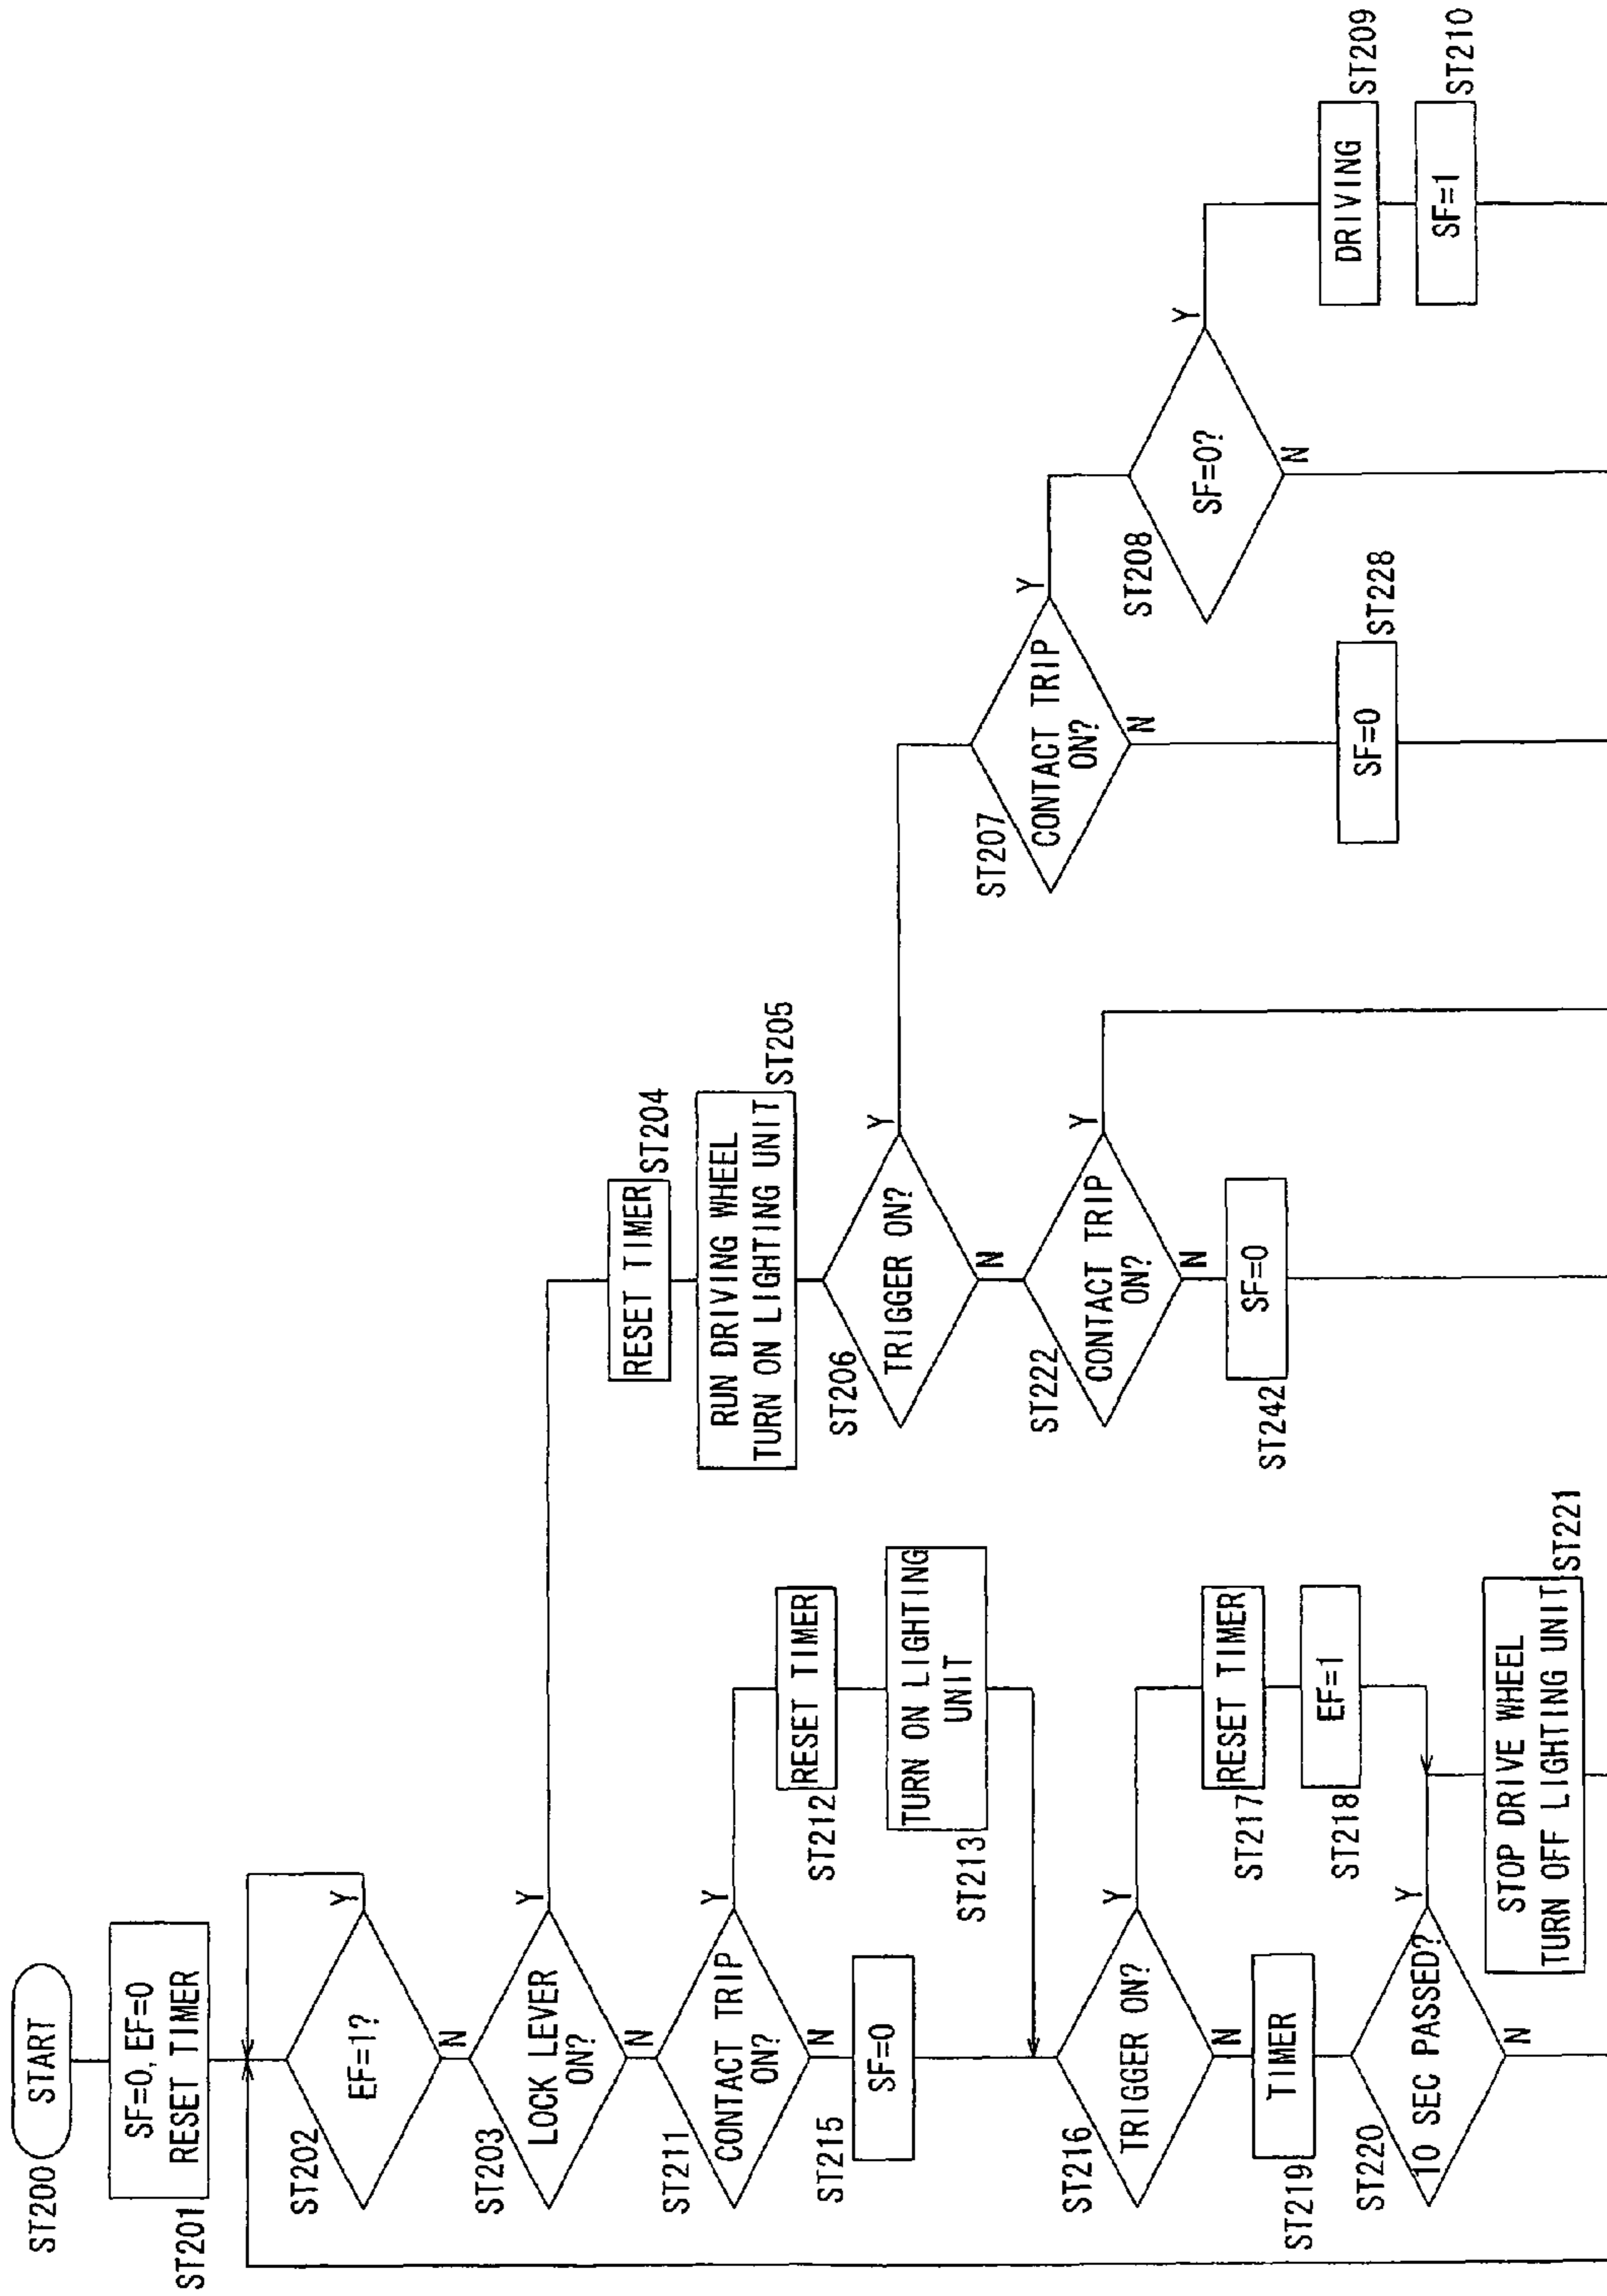 ST200
START
ST201
SF=0, EF=0
RESET TIMER
ST202
EF=1?
Y
N
ST203
LOCK LEVER
ON?
Y
N
RESET TIMER
ST204
RUN DRIVING WHEEL
TURN ON LIGHTING UNIT
ST205
ST206
TRIGGER ON?
Y
N
ST207
CONTACT TRIP
ON?
Y
N
ST208
SF=0?
Y
N
DRIVING
ST209
SF=1
ST210
SF=0
ST228
ST222
CONTACT TRIP
ON?
Y
N
ST242
SF=0
ST211
CONTACT TRIP
ON?
Y
N
ST212
RESET TIMER
ST213
TURN ON LIGHTING
UNIT
ST215
SF=0
ST216
TRIGGER ON?
Y
N
ST217
RESET TIMER
ST218
EF=1
ST219
TIMER
ST220
10 SEC PASSED?
Y
N
STOP DRIVE WHEEL
TURN OFF LIGHTING UNIT
ST221